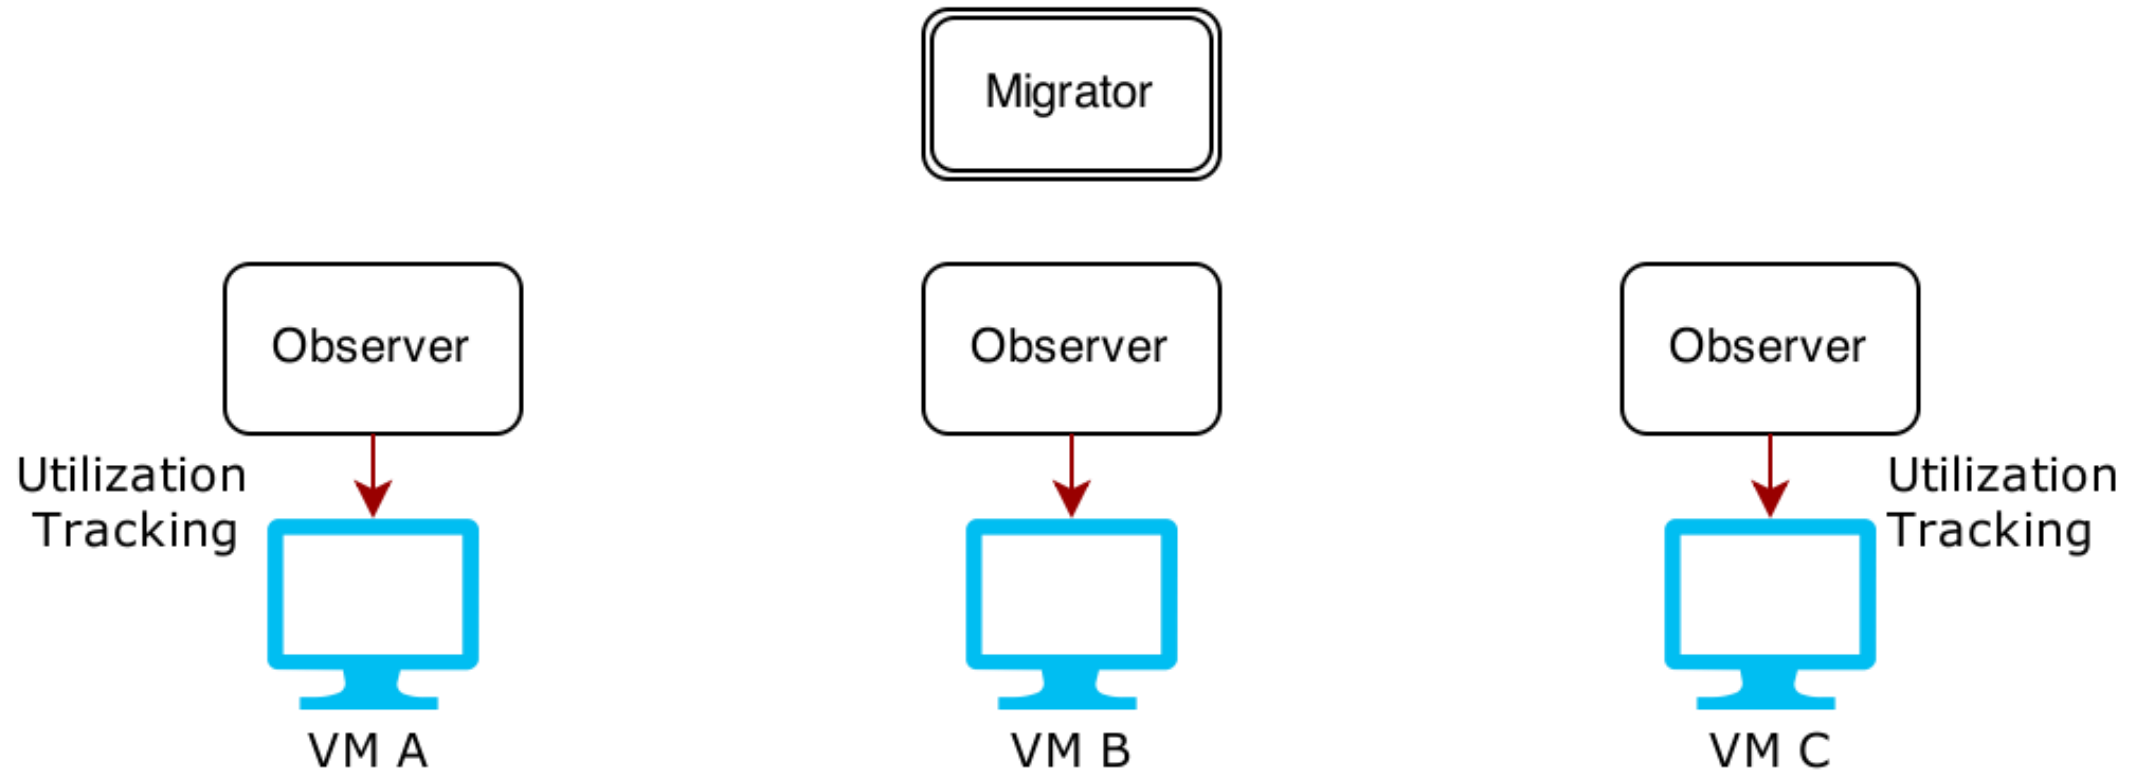 Migrator
Observer
Observer
Observer
Utilization
Tracking
Utilization
Tracking
VM A
VM B
VM C